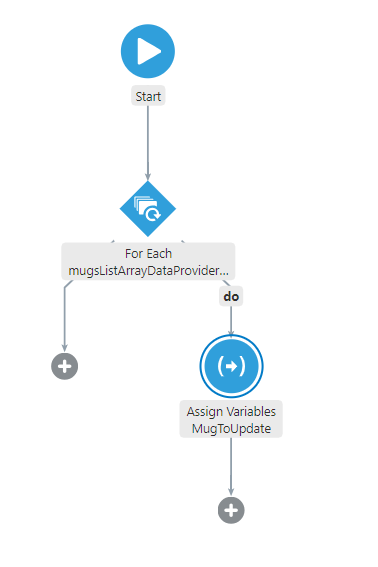 Start
For Each
mugsListArrayDataProvider...
do
Assign Variables
MugToUpdate